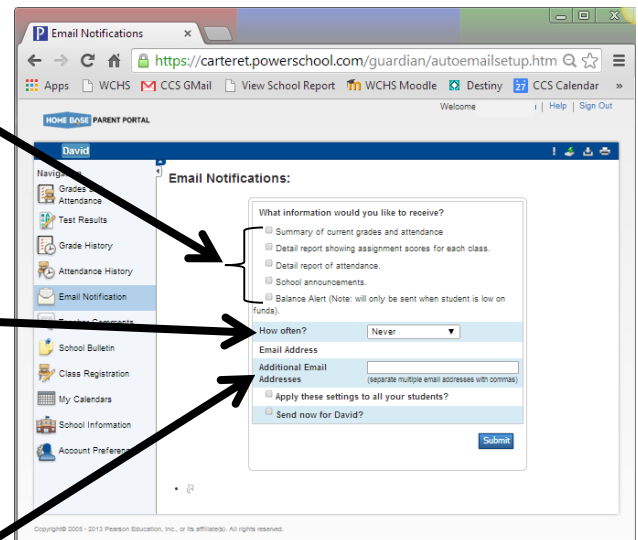 Email Notifications
https://carteret.powerschool.com/guardian/autoemailsetup.htm
Apps WCHS CCS GMail View School Report WCHS Moodle Destiny 27 CCS Calendar »
Welcome | Help | Sign Out
HOME BASE PARENT PORTAL
David
Email Notifications:
Grades
Attendance
Test Results
Grade History
Attendance History
Email Notification
Comments
School Bulletin
Class Registration
My Calendars
School Information
Account
What information would you like to receive?
Summary of current grades and attendance
Detail report showing assignment scores for each class.
Detail report of attendance.
School announcements.
Balance Alert (Note: will only be sent when student is low on
funds).
How often? Never
Email Address
Additional Email
Addresses (separate multiple email addresses with commas)
Apply these settings to all your students?
Send now for David?
Submit
Copyright© 2005 - 2013 Pearson Education, Inc., or its affiliate(s). All rights reserved.